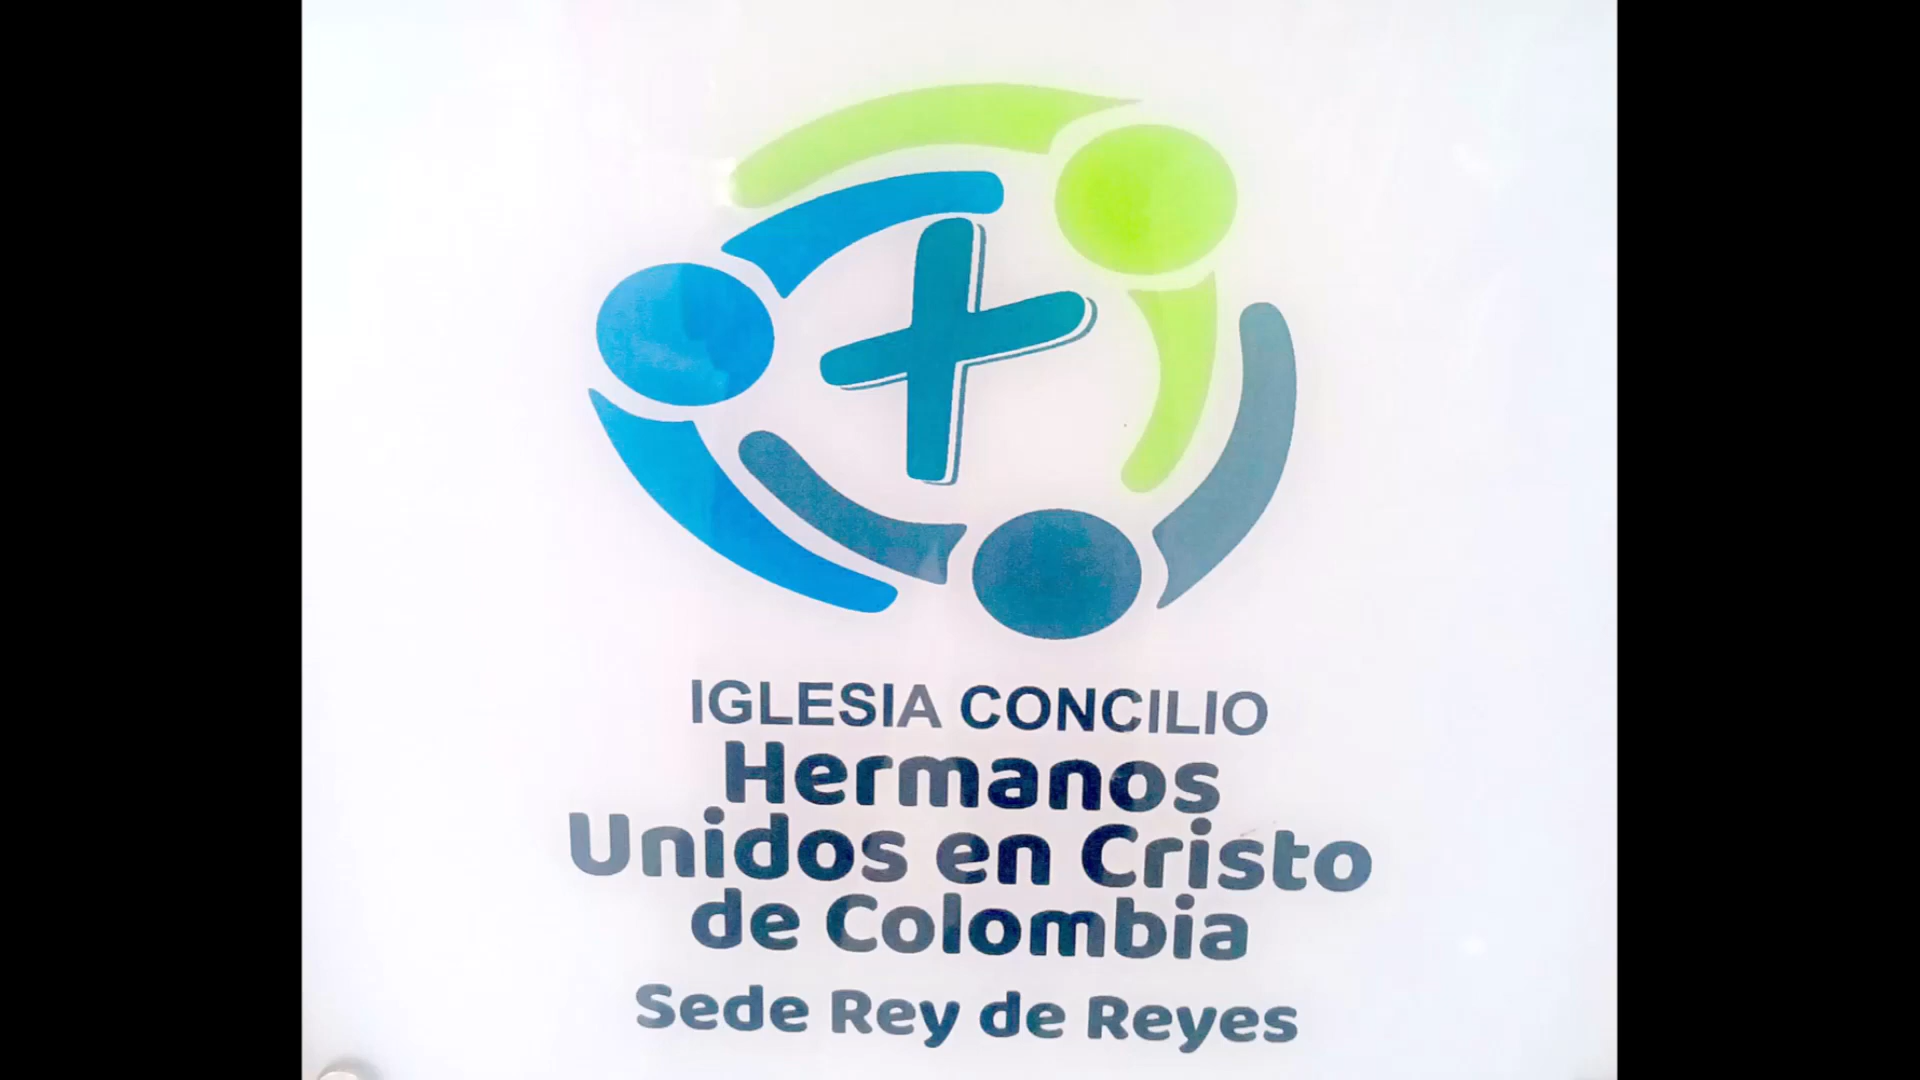 IGLESIA CONCILIO
Hermanos
Unidos en Cristo
de Colombia
Sede Rey de Reyes